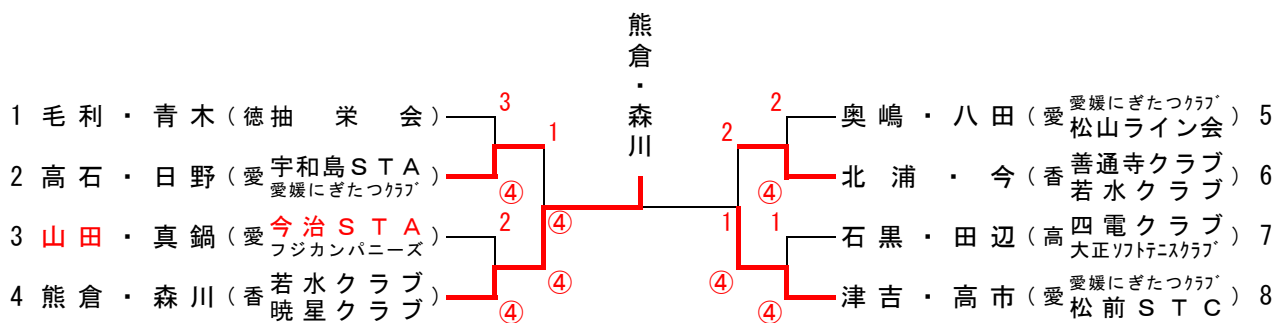 熊倉・森川
3
1 毛利・青木（徳 抽栄会）
1
2 高石・日野（愛 宇和島STA
愛媛にぎたつクラブ）
④
3 山田・真鍋（愛 今治STA
フジカンパニーズ）
2
④
4 熊倉・森川（香 若水クラブ
暁星クラブ）
④
④
2
奥嶋・八田（愛 愛媛にぎたつクラブ
松山ライン会）5
2
北浦・今（香 善通寺クラブ
若水クラブ）6
④
1
1
石黒・田辺（高 四電クラブ
大正ソフトテニスクラブ）7
④
津吉・高市（愛 愛媛にぎたつクラブ
松前STC）8
④